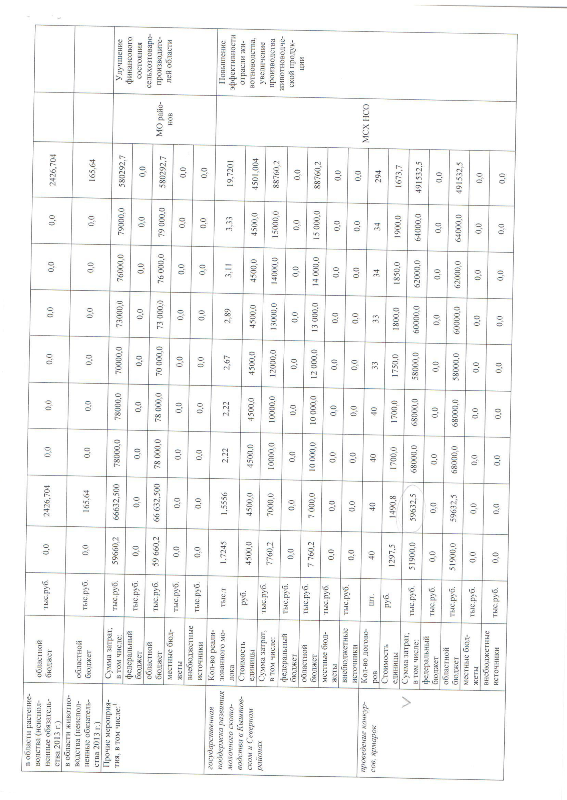 в области растение-
водства (неиспол-
ненные обязатель-
ства 2013 г.)
областной
бюджет
тыс.руб.
0,0
2426,704
0,0
0,0
0,0
0,0
0,0
0,0
2426,704
в области животно-
водства (неиспол-
ненные обязатель-
ства 2013 г.)
областной
бюджет
тыс.руб.
0,0
165,64
0,0
0,0
0,0
0,0
0,0
0,0
165,64
Прочие мероприя-
тия, в том числе:
Сумма затрат,
в том числе:
тыс.руб.
59660,2
66632,500
78000,0
78000,0
70000,0
73000,0
76000,0
79000,0
580292,7
МО райо-
нов
Улучшение
финансового
состояния
сельхозтоваро-
производите-
лей области
федеральный
бюджет
тыс.руб.
0,0
0,0
0,0
0,0
0,0
0,0
0,0
0,0
0,0
областной
бюджет
тыс.руб.
59 660,2
66 632,500
78 000,0
78 000,0
70 000,0
73 000,0
76 000,0
79 000,0
580292,7
местные бюд-
жеты
тыс.руб.
0,0
0,0
0,0
0,0
0,0
0,0
0,0
0,0
0,0
внебюджетные
источники
тыс.руб.
0,0
0,0
0,0
0,0
0,0
0,0
0,0
0,0
0,0
государственная
поддержка развития
молочного ското-
водства в Кыштов-
ском и Северном
районах
Кол-во реали-
зованного мо-
лока
тыс.т
1,7245
1,5556
2,22
2,22
2,67
2,89
3,11
3,33
19,7201
МСХ НСО
Повышение
эффективности
отрасли жи-
вотноводства,
увеличение
производства
животноводче-
ской продук-
ции
Стоимость
единицы
руб.
4500,0
4500,0
4500,0
4500,0
4500,0
4500,0
4500,0
4500,0
4501,004
Сумма затрат,
в том числе:
тыс.руб.
7760,2
7000,0
10000,0
10000,0
12000,0
13000,0
14000,0
15000,0
88760,2
федеральный
бюджет
тыс.руб.
0,0
0,0
0,0
0,0
0,0
0,0
0,0
0,0
0,0
областной
бюджет
тыс.руб.
7 760,2
7 000,0
10 000,0
10 000,0
12 000,0
13 000,0
14 000,0
15 000,0
88760,2
местные бюд-
жеты
тыс.руб.
0,0
0,0
0,0
0,0
0,0
0,0
0,0
0,0
0,0
внебюджетные
источники
тыс.руб.
0,0
0,0
0,0
0,0
0,0
0,0
0,0
0,0
0,0
проведение конкур-
сов, ярмарок
Кол-во догово-
ров
шт.
40
40
40
40
33
33
34
34
294
Стоимость
единицы
руб.
1297,5
1490,8
1700,0
1700,0
1750,0
1800,0
1850,0
1900,0
1673,7
Сумма затрат,
в том числе:
тыс.руб.
51900,0
59632,5
68000,0
68000,0
58000,0
60000,0
62000,0
64000,0
491532,5
федеральный
бюджет
тыс.руб.
0,0
0,0
0,0
0,0
0,0
0,0
0,0
0,0
0,0
областной
бюджет
тыс.руб.
51900,0
59632,5
68000,0
68000,0
58000,0
60000,0
62000,0
64000,0
491532,5
местные бюд-
жеты
тыс.руб.
0,0
0,0
0,0
0,0
0,0
0,0
0,0
0,0
0,0
внебюджетные
источники
тыс.руб.
0,0
0,0
0,0
0,0
0,0
0,0
0,0
0,0
0,0